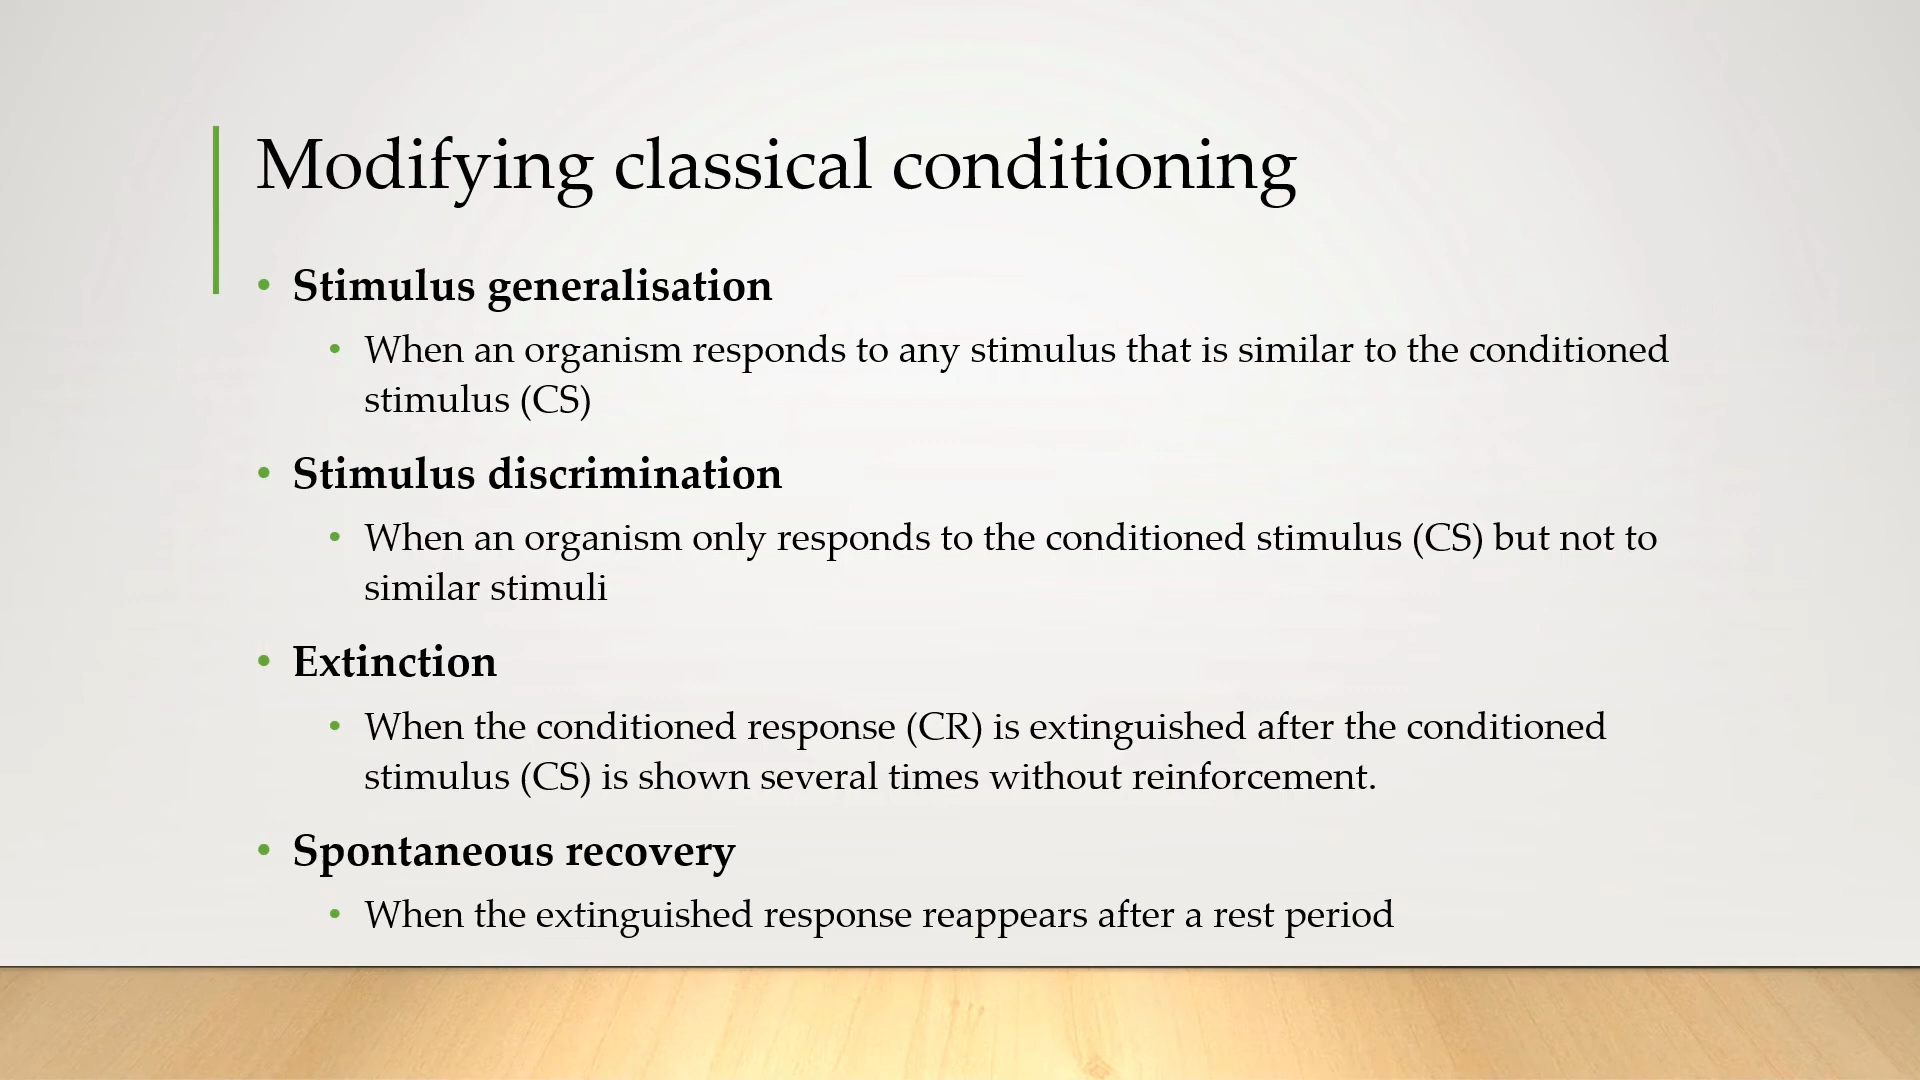 Modifying classical conditioning
• Stimulus generalisation
• When an organism responds to any stimulus that is similar to the conditioned
stimulus (CS)
• Stimulus discrimination
• When an organism only responds to the conditioned stimulus (CS) but not to
similar stimuli
• Extinction
• When the conditioned response (CR) is extinguished after the conditioned
stimulus (CS) is shown several times without reinforcement.
• Spontaneous recovery
• When the extinguished response reappears after a rest period